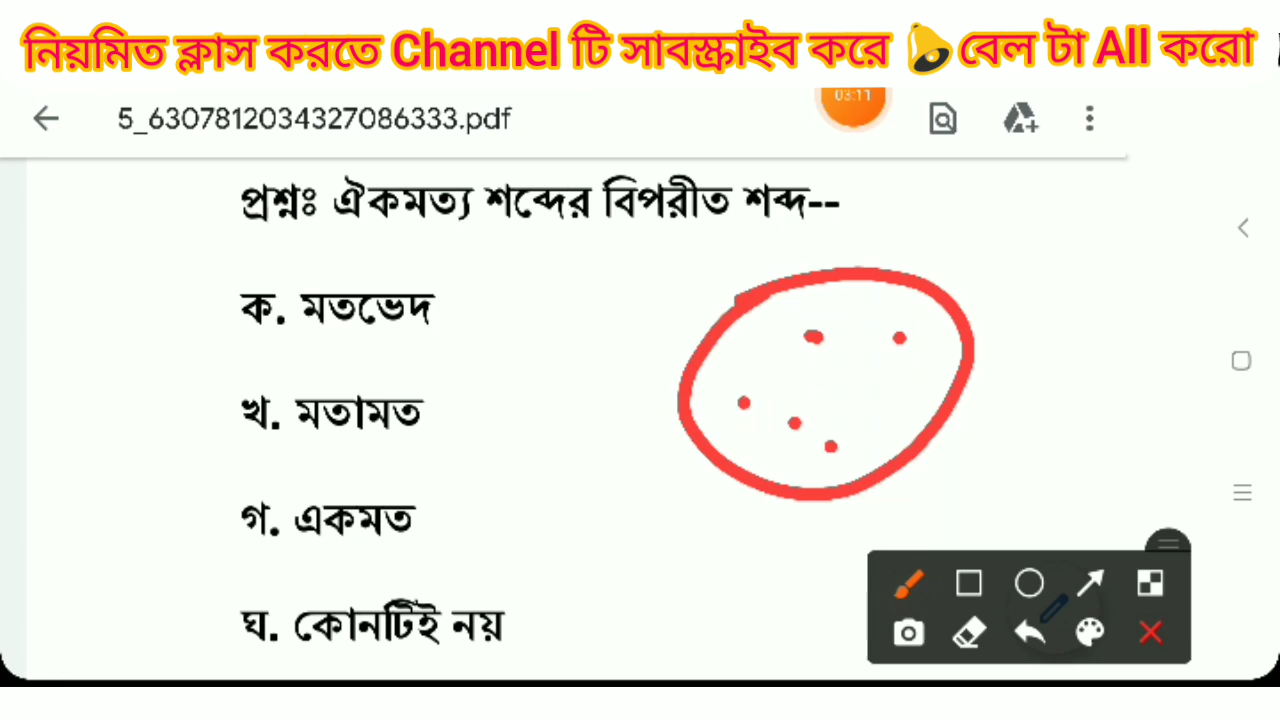 নিয়মিত ক্লাস করতে Channel টি সাবস্ক্রাইব করে 🔔 বেল টা All করো
03:11
5_6307812034327086333.pdf
প্রশ্নঃ ঐকমত্য শব্দের বিপরীত শব্দ--
ক. মতভেদ
খ. মতামত
গ. একমত
ঘ. কোনটিই নয়